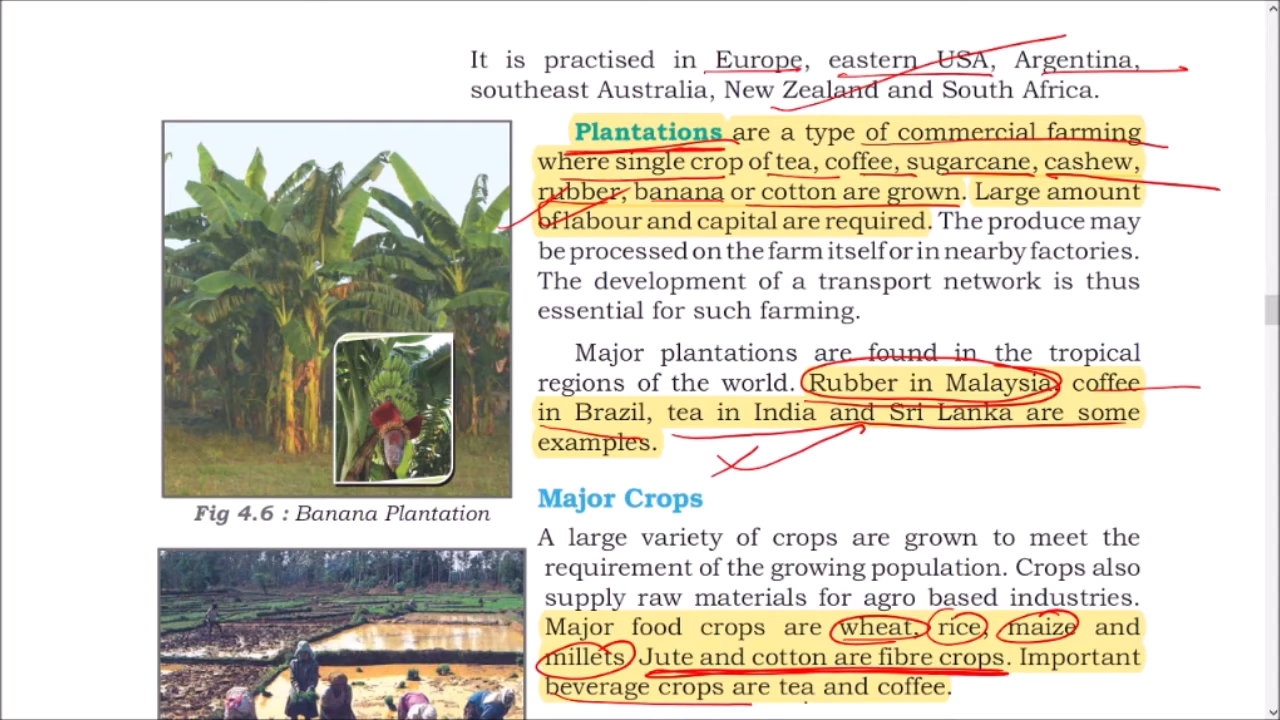 It is practised in Europe, eastern USA, Argentina,
southeast Australia, New Zealand and South Africa.
Plantations are a type of commercial farming
where single crop of tea, coffee, sugarcane, cashew,
rubber, banana or cotton are grown. Large amount
of labour and capital are required. The produce may
be processed on the farm itself or in nearby factories.
The development of a transport network is thus
essential for such farming.
Major plantations are found in the tropical
regions of the world. Rubber in Malaysia, coffee
in Brazil, tea in India and Sri Lanka are some
examples.
Fig 4.6 : Banana Plantation
Major Crops
A large variety of crops are grown to meet the
requirement of the growing population. Crops also
supply raw materials for agro based industries.
Major food crops are wheat, rice, maize and
millets. Jute and cotton are fibre crops. Important
beverage crops are tea and coffee.